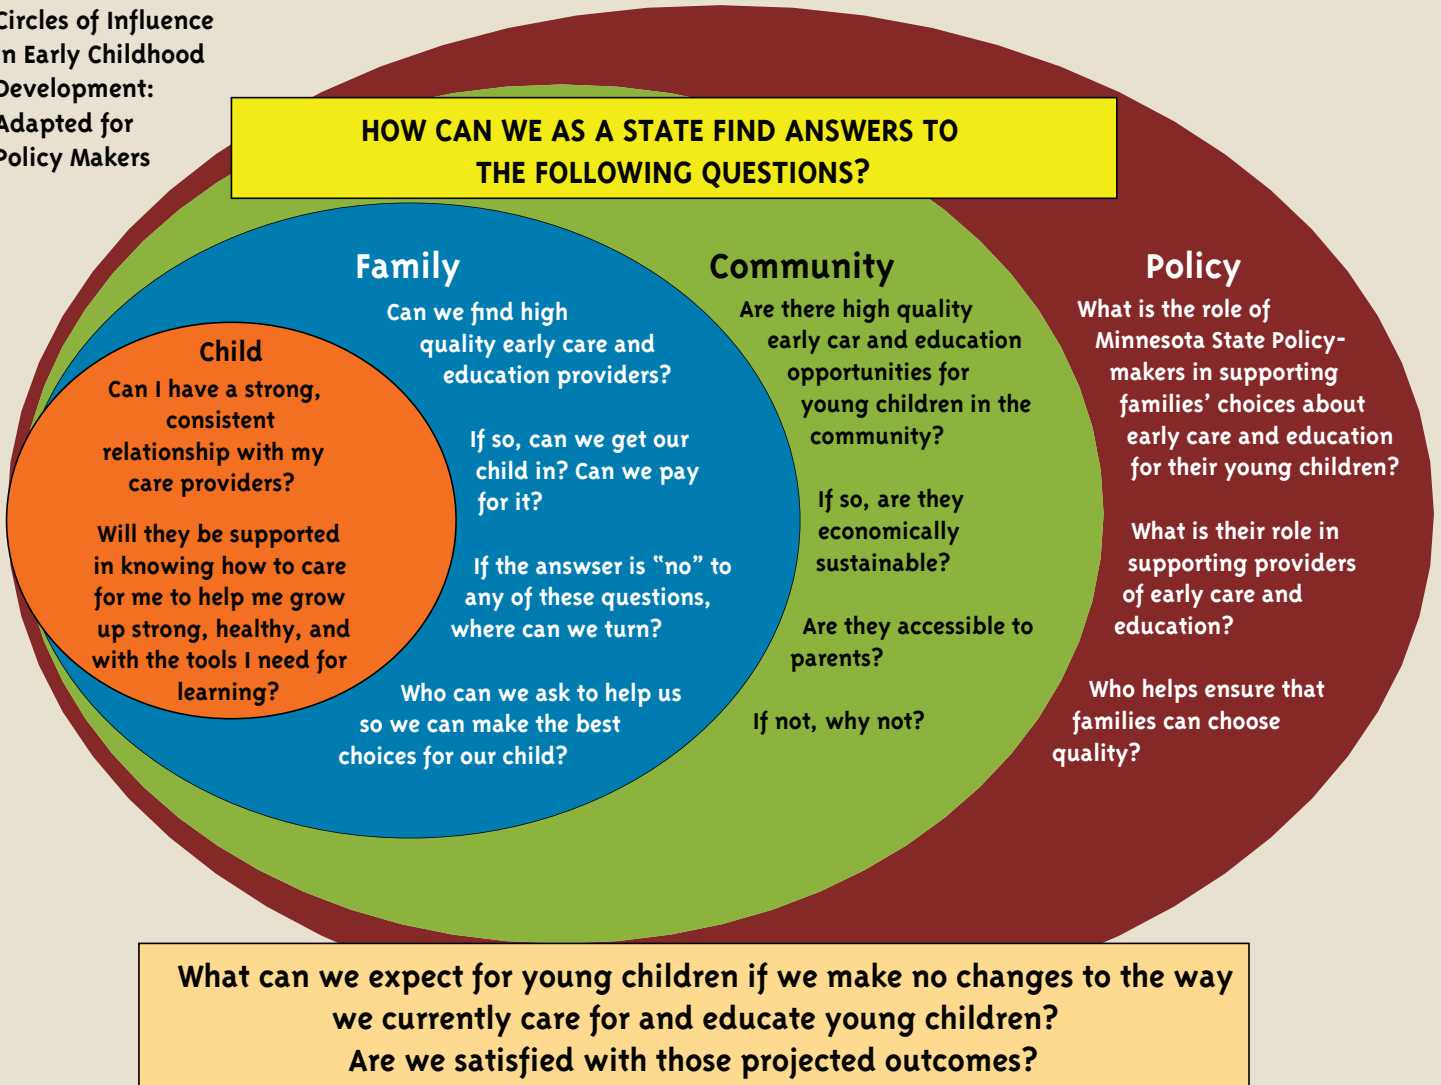 Circles of Influence
in Early Childhood
Development:
Adapted for
Policy Makers
HOW CAN WE AS A STATE FIND ANSWERS TO
THE FOLLOWING QUESTIONS?
Child
Can I have a strong,
consistent
relationship with my
care providers?
Will they be supported
in knowing how to care
for me to help me grow
up strong, healthy, and
with the tools I need for
learning?
Family
Can we find high
quality early care and
education providers?
If so, can we get our
child in? Can we pay
for it?
If the answser is “no” to
any of these questions,
where can we turn?
Who can we ask to help us
so we can make the best
choices for our child?
Community
Are there high quality
early car and education
opportunities for
young children in the
community?
If so, are they
economically
sustainable?
Are they accessible to
parents?
If not, why not?
Policy
What is the role of
Minnesota State Policy-
makers in supporting
families’ choices about
early care and education
for their young children?
What is their role in
supporting providers
of early care and
education?
Who helps ensure that
families can choose
quality?
What can we expect for young children if we make no changes to the way
we currently care for and educate young children?
Are we satisfied with those projected outcomes?